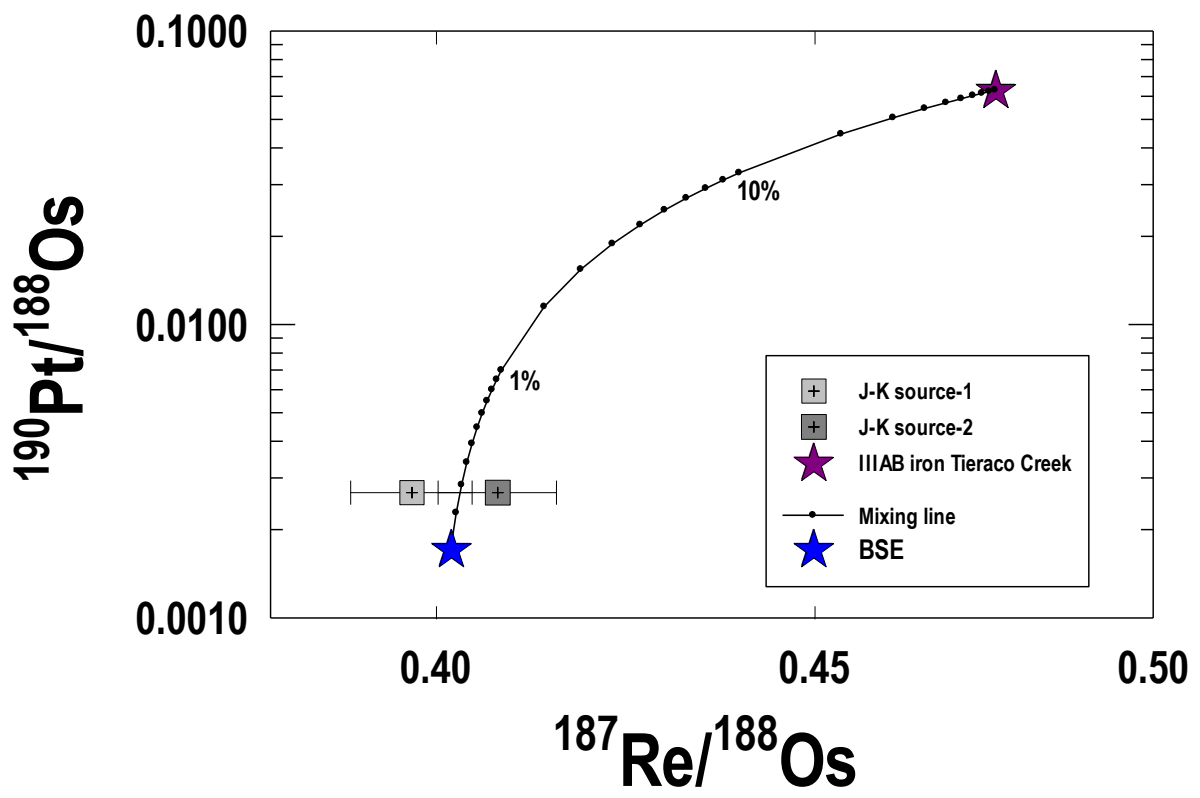 0.1000
0.0100
0.0010
¹⁹⁰Pt/¹⁸⁸Os
10%
1%
J-K source-1
J-K source-2
IIIAB iron Tieraco Creek
Mixing line
BSE
0.40 0.45 0.50
¹⁸⁷Re/¹⁸⁸Os